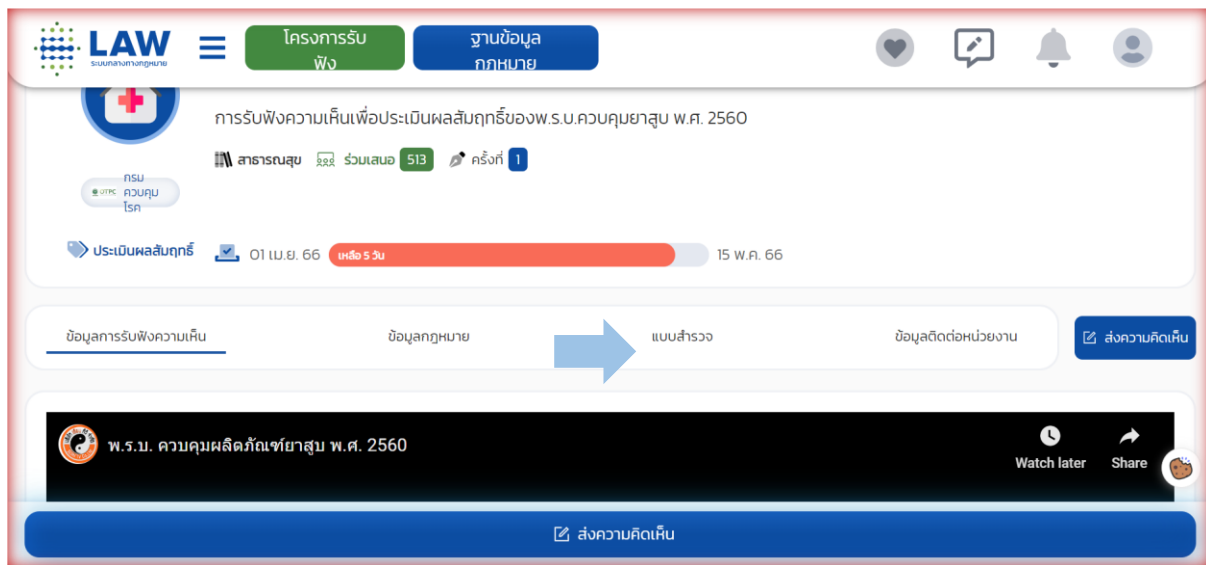 LAW
ระบบกลางทางกฎหมาย
โครงการรับ
ฟัง
ฐานข้อมูล
กฎหมาย
การรับฟังความเห็นเพื่อประเมินผลสัมฤทธิ์ของพ.ร.บ.ควบคุมยาสูบ พ.ศ. 2560
สาธารณสุข ร่วมเสนอ 513 ครั้งที่ 1
กรม
ควบคุม
โรค
ประเมินผลสัมฤทธิ์ 01 เม.ย. 66 เหลือ 5 วัน 15 พ.ค. 66
ข้อมูลการรับฟังความเห็น ข้อมูลกฎหมาย แบบสำรวจ ข้อมูลติดต่อหน่วยงาน ส่งความคิดเห็น
พ.ร.บ. ควบคุมผลิตภัณฑ์ยาสูบ พ.ศ. 2560
Watch later Share
ส่งความคิดเห็น